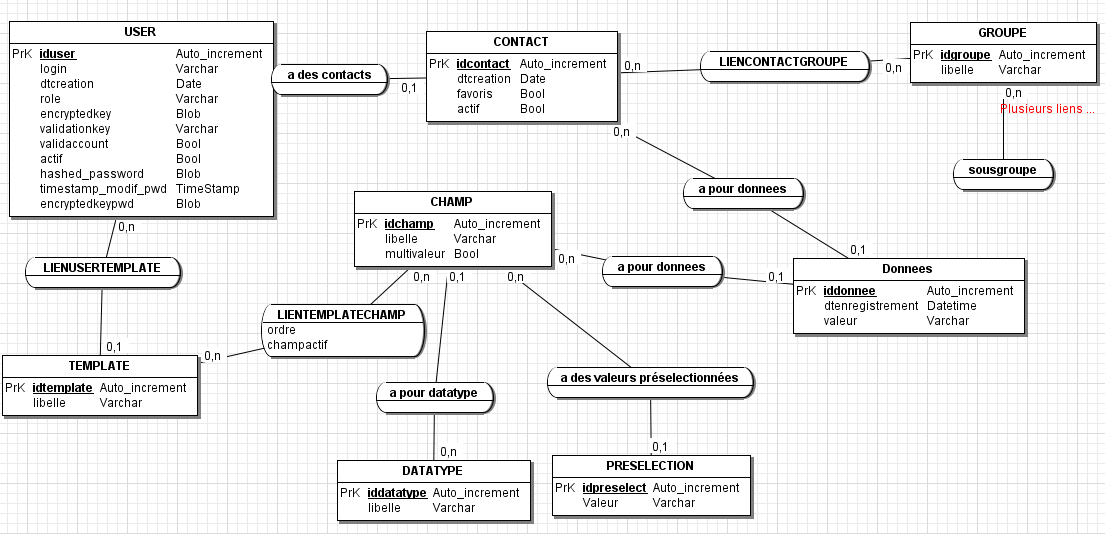 USER
PrK iduser Auto_increment
login Varchar
dtcreation Date
role Varchar
encryptedkey Blob
validationkey Varchar
validaccount Bool
actif Bool
hashed_password Blob
timestamp_modif_pwd TimeStamp
encryptedkeypwd Blob
a des contacts
0,1
CONTACT
PrK idcontact Auto_increment
dtcreation Date
favoris Bool
actif Bool
0,n
LIENCONTACTGROUPE
0,n
GROUPE
PrK idgroupe Auto_increment
libelle Varchar
0,n
Plusieurs liens ...
sousgroupe
0,n
a pour donnees
0,1
CHAMP
PrK idchamp Auto_increment
libelle Varchar
multivaleur Bool
0,n
a pour donnees
0,1
Donnees
PrK iddonnee Auto_increment
dtenregistrement Datetime
valeur Varchar
0,n
LIENUSERTEMPLATE
0,1
0,n
0,1
0,n
LIENTEMPLATECHAMP
ordre
champactif
0,n
TEMPLATE
PrK idtemplate Auto_increment
libelle Varchar
a pour datatype
0,n
a des valeurs préselectionnées
0,1
DATATYPE
PrK iddatatype Auto_increment
libelle Varchar
PRESELECTION
PrK idpreselect Auto_increment
Valeur Varchar